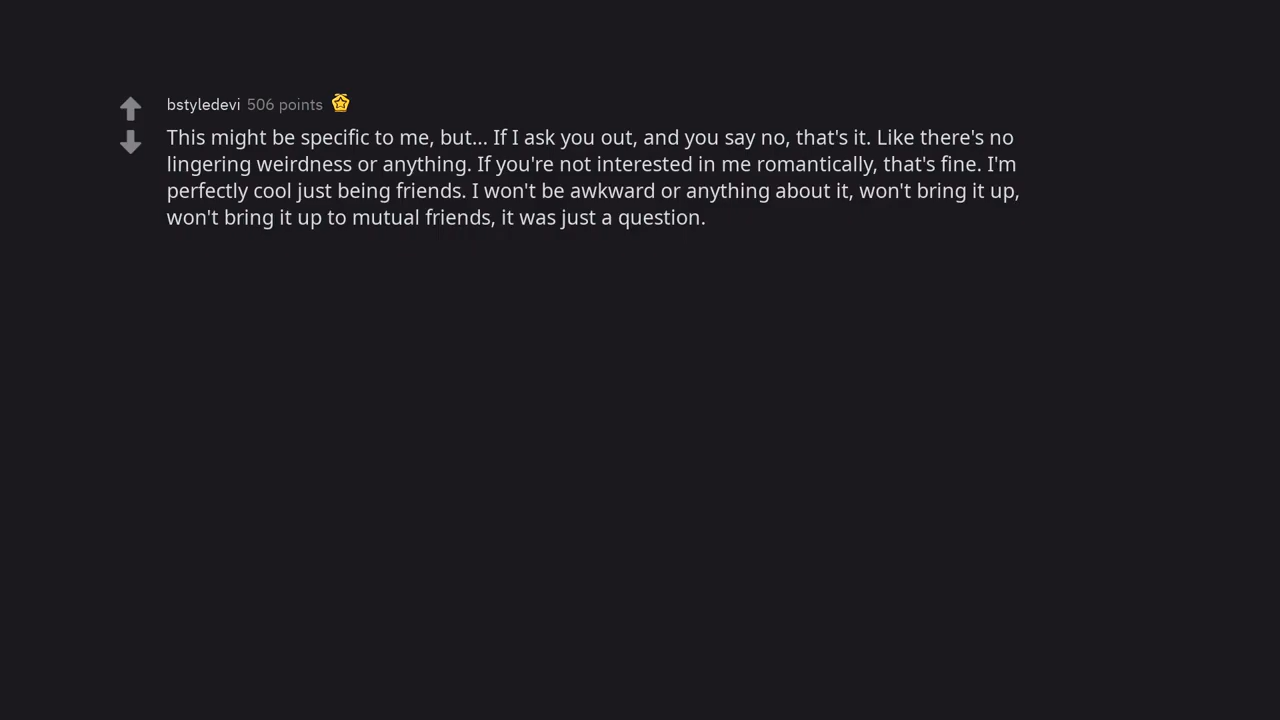 bstyledevi 506 points
This might be specific to me, but... If I ask you out, and you say no, that's it. Like there's no
lingering weirdness or anything. If you're not interested in me romantically, that's fine. I'm
perfectly cool just being friends. I won't be awkward or anything about it, won't bring it up,
won't bring it up to mutual friends, it was just a question.